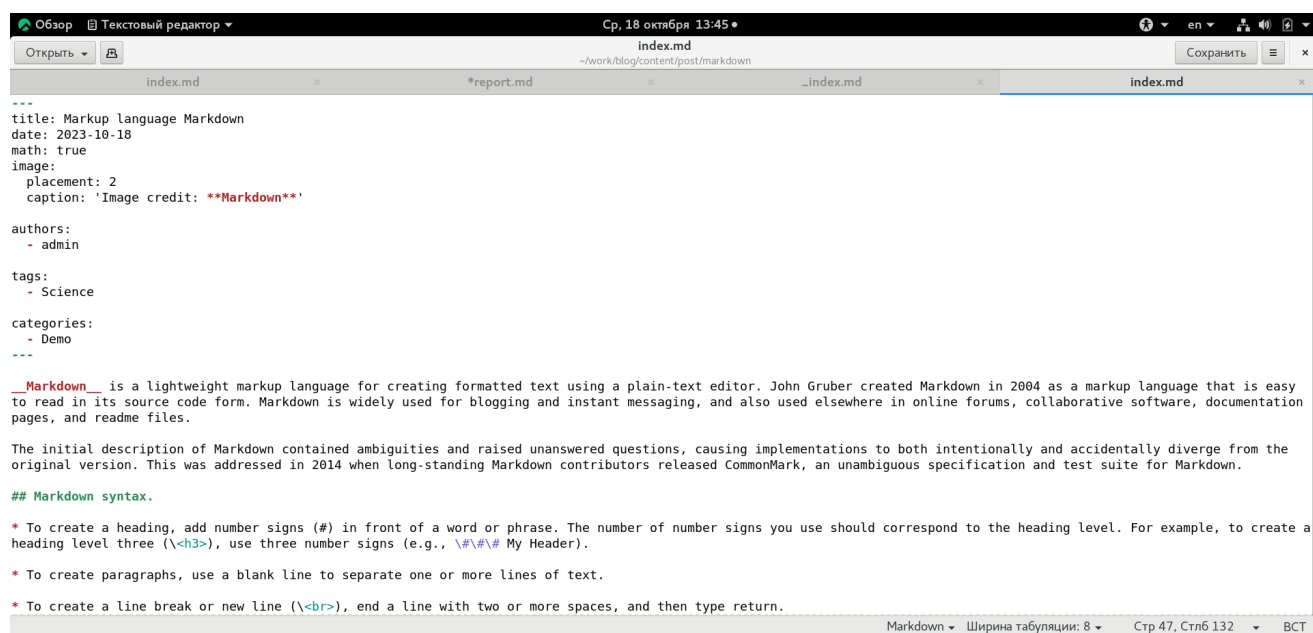 Обзор Текстовый редактор Ср, 18 октября 13:45 en
Открыть index.md Сохранить
~/work/blog/content/post/markdown
index.md × *report.md × _index.md × index.md ×
---
title: Markup language Markdown
date: 2023-10-18
math: true
image:
  placement: 2
  caption: 'Image credit: **Markdown**'
authors:
  - admin
tags:
  - Science
categories:
  - Demo
---
__Markdown__ is a lightweight markup language for creating formatted text using a plain-text editor. John Gruber created Markdown in 2004 as a markup language that is easy
to read in its source code form. Markdown is widely used for blogging and instant messaging, and also used elsewhere in online forums, collaborative software, documentation
pages, and readme files.
The initial description of Markdown contained ambiguities and raised unanswered questions, causing implementations to both intentionally and accidentally diverge from the
original version. This was addressed in 2014 when long-standing Markdown contributors released CommonMark, an unambiguous specification and test suite for Markdown.
## Markdown syntax.
* To create a heading, add number signs (#) in front of a word or phrase. The number of number signs you use should correspond to the heading level. For example, to create a
heading level three (\<h3>), use three number signs (e.g., \#\#\# My Header).
* To create paragraphs, use a blank line to separate one or more lines of text.
* To create a line break or new line (\<br>), end a line with two or more spaces, and then type return.
Markdown Ширина табуляции: 8 Стр 47, Стлб 132 ВСТ